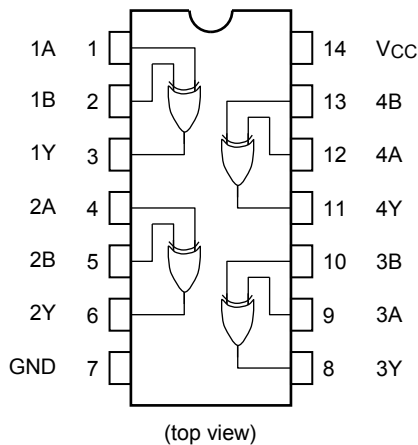 1A 1 14 VCC
1B 2 13 4B
1Y 3 12 4A
2A 4 11 4Y
2B 5 10 3B
2Y 6 9 3A
GND 7 8 3Y
(top view)